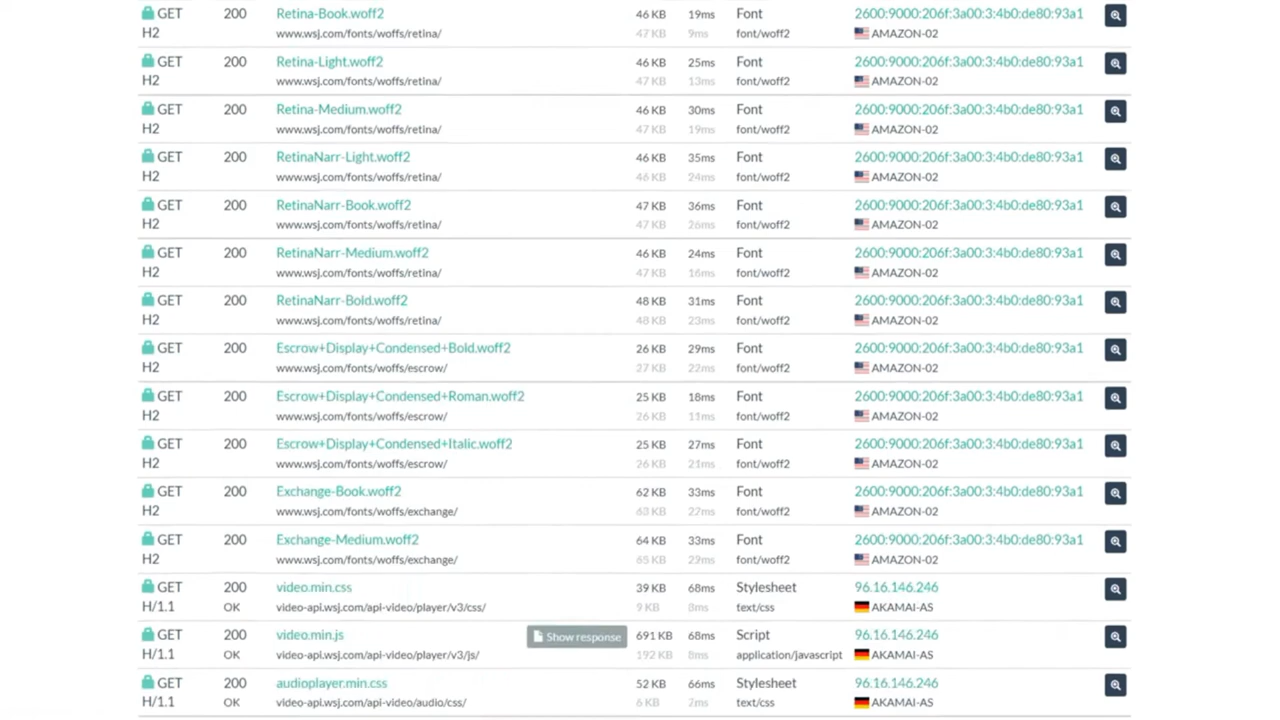 GET 200 Retina-Book.woff2 46 KB 19ms Font 2600:9000:206f:3a00:3:4b0:de80:93a1
H2 www.wsj.com/fonts/woffs/retina/ 47 KB 9ms font/woff2 AMAZON-02
GET 200 Retina-Light.woff2 46 KB 25ms Font 2600:9000:206f:3a00:3:4b0:de80:93a1
H2 www.wsj.com/fonts/woffs/retina/ 47 KB 13ms font/woff2 AMAZON-02
GET 200 Retina-Medium.woff2 46 KB 30ms Font 2600:9000:206f:3a00:3:4b0:de80:93a1
H2 www.wsj.com/fonts/woffs/retina/ 47 KB 19ms font/woff2 AMAZON-02
GET 200 RetinaNarr-Light.woff2 46 KB 35ms Font 2600:9000:206f:3a00:3:4b0:de80:93a1
H2 www.wsj.com/fonts/woffs/retina/ 46 KB 24ms font/woff2 AMAZON-02
GET 200 RetinaNarr-Book.woff2 47 KB 36ms Font 2600:9000:206f:3a00:3:4b0:de80:93a1
H2 www.wsj.com/fonts/woffs/retina/ 47 KB 26ms font/woff2 AMAZON-02
GET 200 RetinaNarr-Medium.woff2 46 KB 24ms Font 2600:9000:206f:3a00:3:4b0:de80:93a1
H2 www.wsj.com/fonts/woffs/retina/ 47 KB 16ms font/woff2 AMAZON-02
GET 200 RetinaNarr-Bold.woff2 48 KB 31ms Font 2600:9000:206f:3a00:3:4b0:de80:93a1
H2 www.wsj.com/fonts/woffs/retina/ 48 KB 23ms font/woff2 AMAZON-02
GET 200 Escrow+Display+Condensed+Bold.woff2 26 KB 29ms Font 2600:9000:206f:3a00:3:4b0:de80:93a1
H2 www.wsj.com/fonts/woffs/escrow/ 27 KB 22ms font/woff2 AMAZON-02
GET 200 Escrow+Display+Condensed+Roman.woff2 25 KB 18ms Font 2600:9000:206f:3a00:3:4b0:de80:93a1
H2 www.wsj.com/fonts/woffs/escrow/ 26 KB 11ms font/woff2 AMAZON-02
GET 200 Escrow+Display+Condensed+Italic.woff2 25 KB 27ms Font 2600:9000:206f:3a00:3:4b0:de80:93a1
H2 www.wsj.com/fonts/woffs/escrow/ 26 KB 21ms font/woff2 AMAZON-02
GET 200 Exchange-Book.woff2 62 KB 33ms Font 2600:9000:206f:3a00:3:4b0:de80:93a1
H2 www.wsj.com/fonts/woffs/exchange/ 63 KB 27ms font/woff2 AMAZON-02
GET 200 Exchange-Medium.woff2 64 KB 33ms Font 2600:9000:206f:3a00:3:4b0:de80:93a1
H2 www.wsj.com/fonts/woffs/exchange/ 65 KB 29ms font/woff2 AMAZON-02
GET 200 video.min.css 39 KB 68ms Stylesheet 96.16.146.246
H/1.1 OK video-api.wsj.com/api-video/player/v3/css/ 9 KB 8ms text/css AKAMAI-AS
GET 200 video.min.js Show response 691 KB 68ms Script 96.16.146.246
H/1.1 OK video-api.wsj.com/api-video/player/v3/js/ 192 KB 8ms application/javascript AKAMAI-AS
GET 200 audioplayer.min.css 52 KB 66ms Stylesheet 96.16.146.246
H/1.1 OK video-api.wsj.com/api-video/audio/css/ 6 KB 2ms text/css AKAMAI-AS